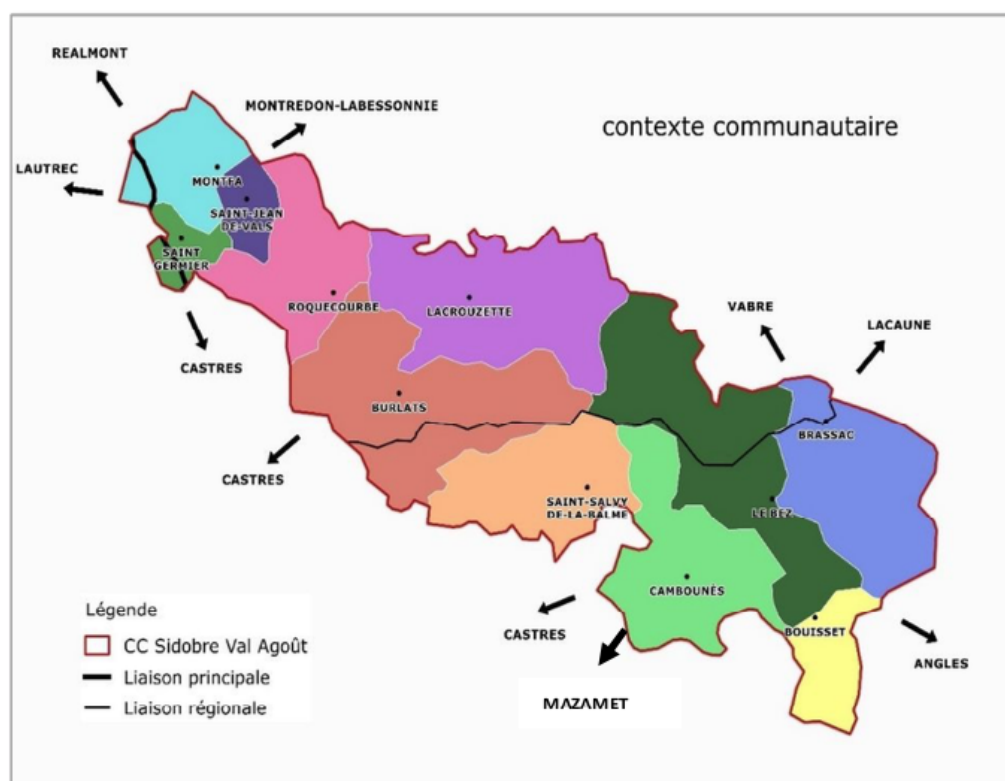 REALMONT
MONTREDON-LABESSONNIE
contexte communautaire
LAUTREC
MONTFA
SAINT-JEAN
DE-VALS
SAINT
GERMIER
ROQUECOURBE
LACROUZETTE
VABRE
LACAUNE
CASTRES
BURLATS
BRASSAC
CASTRES
SAINT-SALVY
DE-LA-BALME
LE BEZ
CAMBOUNÈS
Légende
CC Sidobre Val Agoût
Liaison principale
Liaison régionale
CASTRES
BOUISSET
ANGLES
MAZAMET